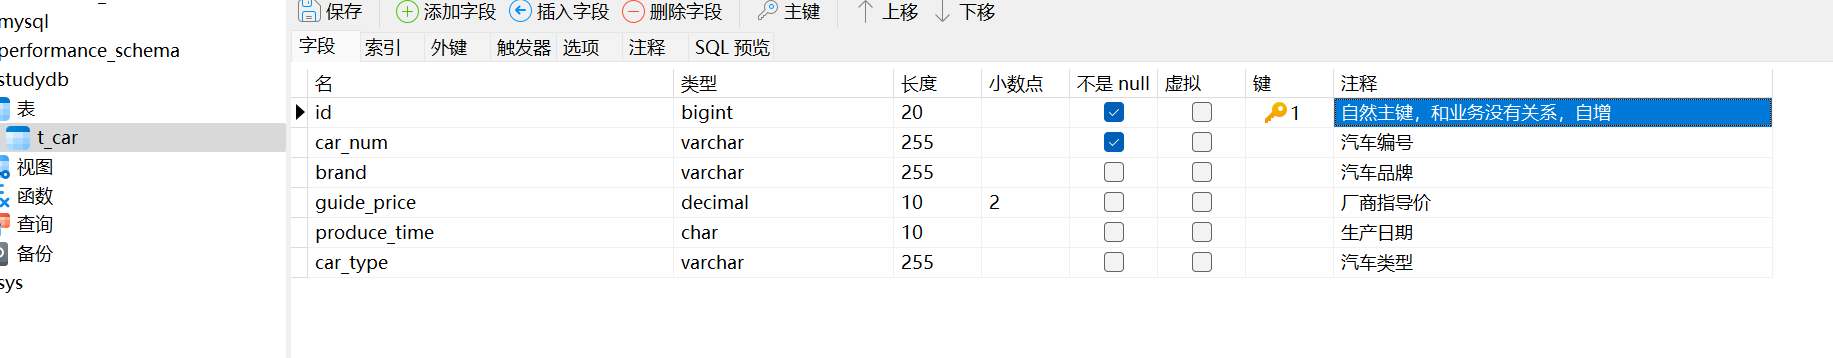 mysql
performance_schema
studydb
表
t_car
视图
函数
查询
备份
sys
保存 添加字段 插入字段 删除字段 主键 上移 下移
字段 索引 外键 触发器 选项 注释 SQL 预览
名 类型 长度 小数点 不是 null 虚拟 键 注释
id bigint 20 1 自然主键，和业务没有关系，自增
car_num varchar 255 汽车编号
brand varchar 255 汽车品牌
guide_price decimal 10 2 厂商指导价
produce_time char 10 生产日期
car_type varchar 255 汽车类型